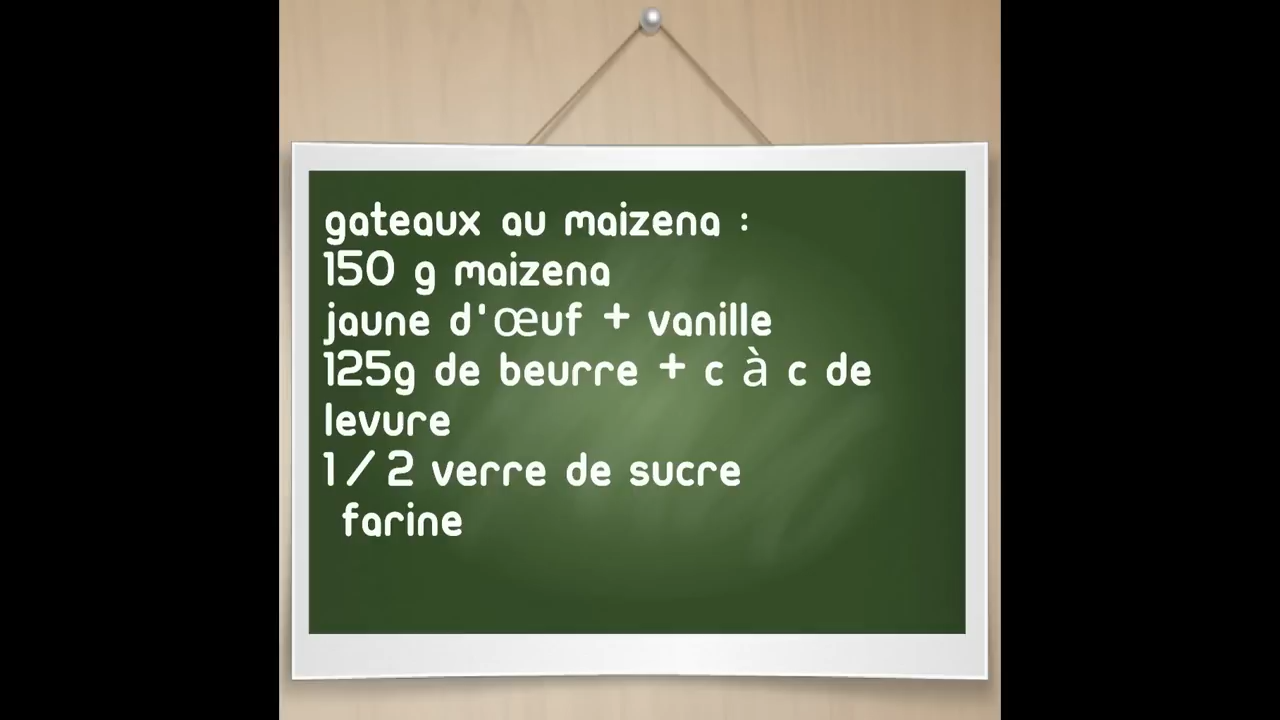 gateaux au maizena :
150 g maizena
jaune d'œuf + vanille
125g de beurre + c à c de
levure
1/2 verre de sucre
farine